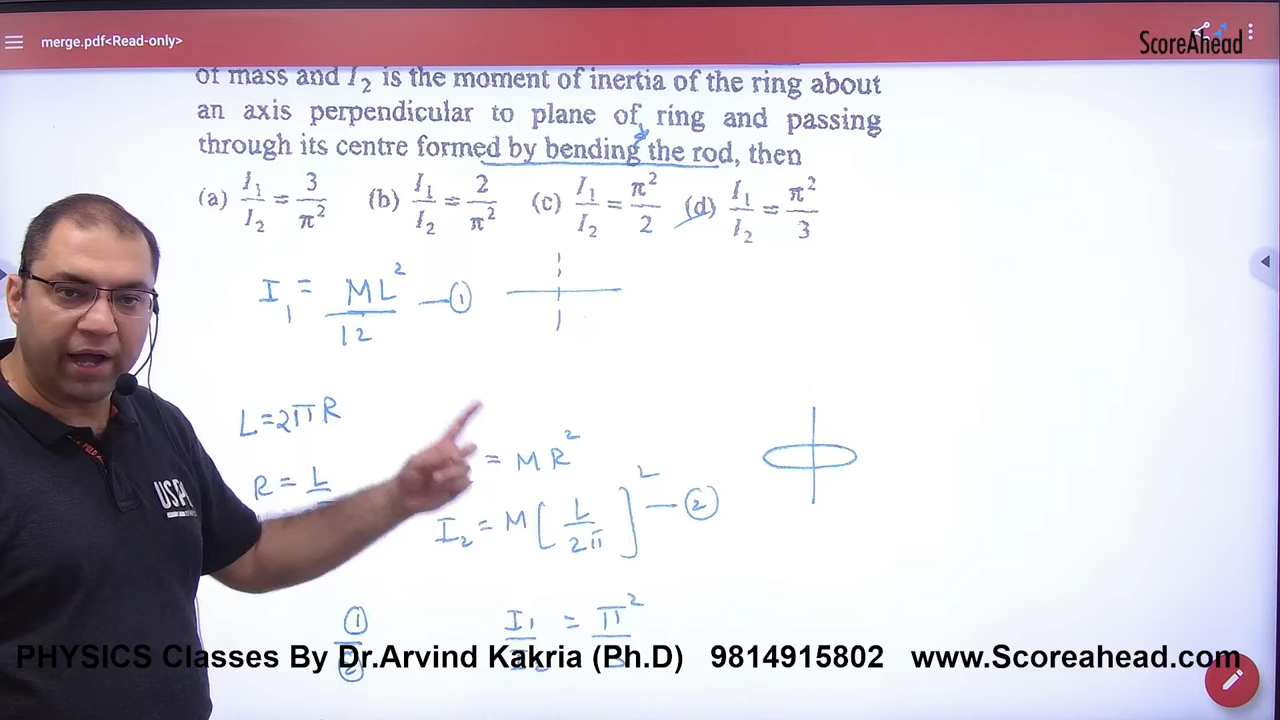 merge.pdf<Read-only>
ScoreAhead
of mass and I₂ is the moment of inertia of the ring about
an axis perpendicular to plane of ring and passing
through its centre formed by bending the rod, then
(a) I₁/I₂ = 3/π² (b) I₁/I₂ = 2/π² (c) I₁/I₂ = π²/2 (d) I₁/I₂ = π²/3
I₁ = ML²/12 — ①
L = 2πR
= MR²
R = L
I₂ = M[L/2π]² — ②
①/② I₁/I₂ = π²/3
USPA
PHYSICS Classes By Dr.Arvind Kakria (Ph.D) 9814915802 www.Scoreahead.com